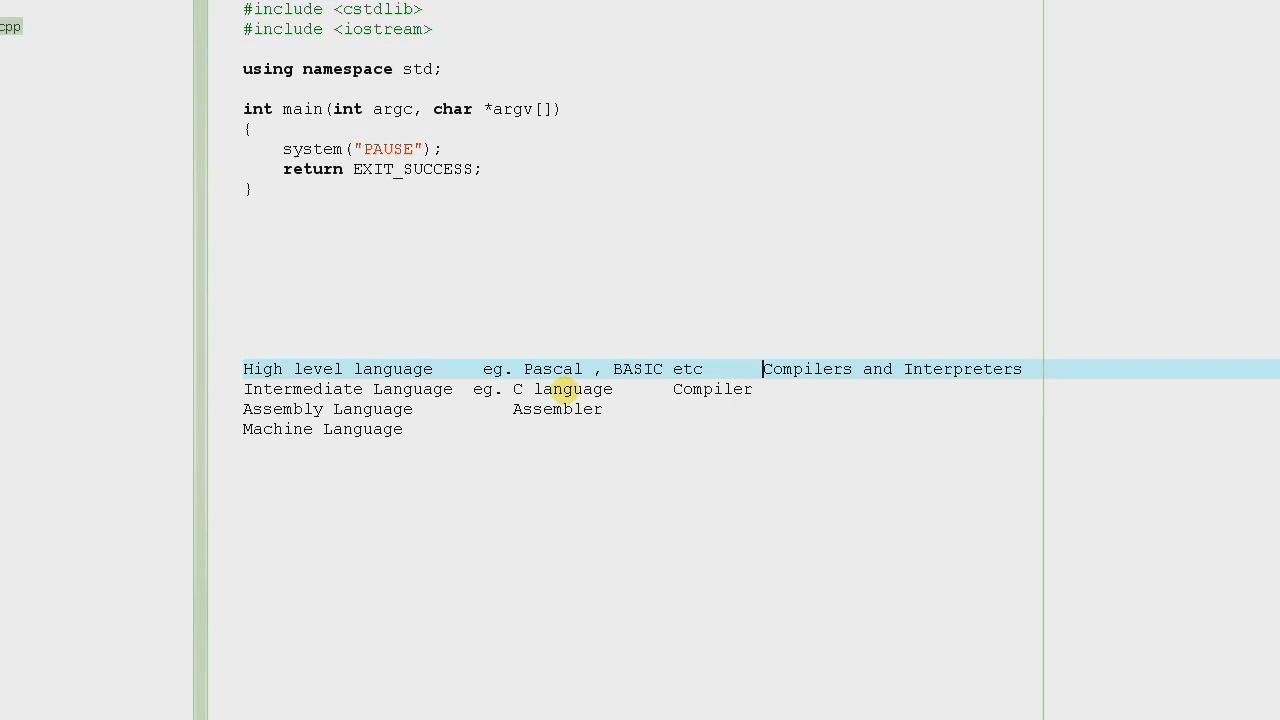 cpp
#include <cstdlib>
#include <iostream>
using namespace std;
int main(int argc, char *argv[])
{
system("PAUSE");
return EXIT_SUCCESS;
}
High level language eg. Pascal , BASIC etc Compilers and Interpreters
Intermediate Language eg. C language Compiler
Assembly Language Assembler
Machine Language